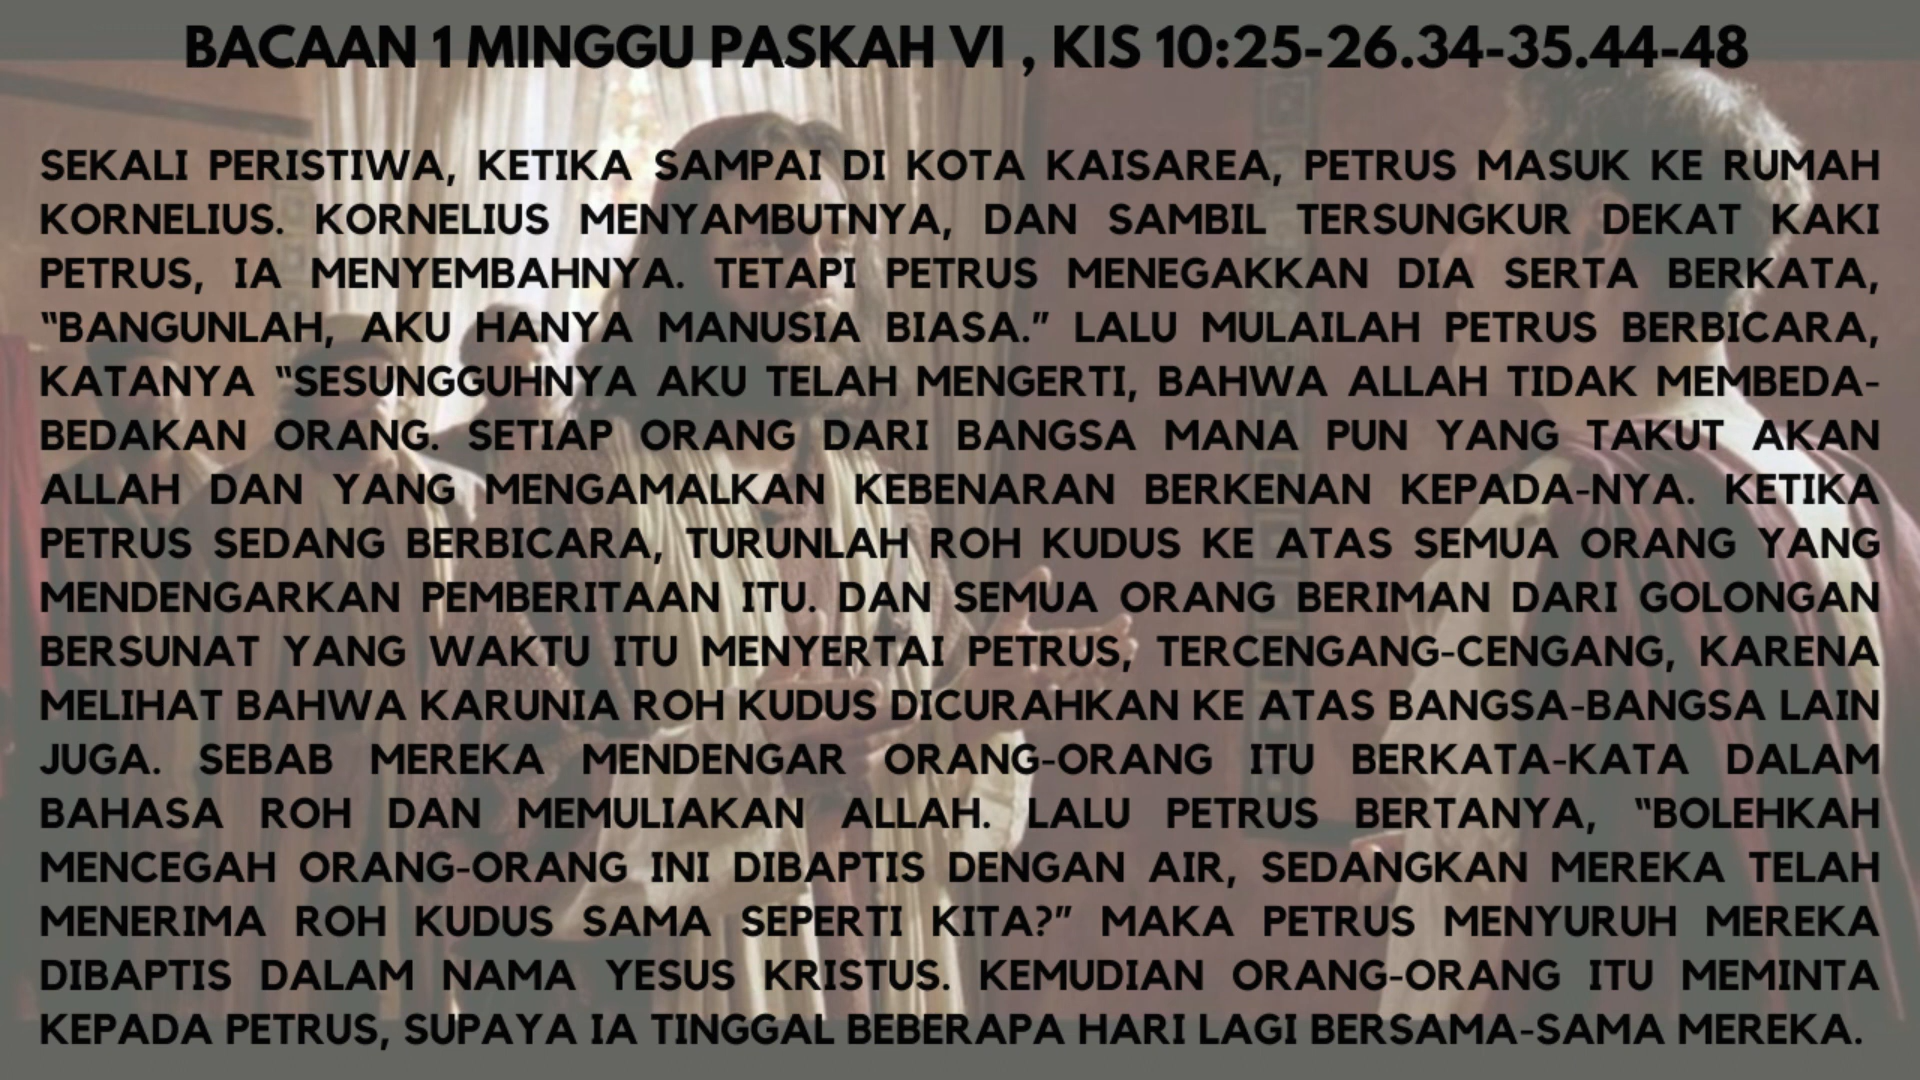 BACAAN 1 MINGGU PASKAH VI , KIS 10:25-26.34-35.44-48
SEKALI PERISTIWA, KETIKA SAMPAI DI KOTA KAISAREA, PETRUS MASUK KE RUMAH
KORNELIUS. KORNELIUS MENYAMBUTNYA, DAN SAMBIL TERSUNGKUR DEKAT KAKI
PETRUS, IA MENYEMBAHNYA. TETAPI PETRUS MENEGAKKAN DIA SERTA BERKATA,
“BANGUNLAH, AKU HANYA MANUSIA BIASA.” LALU MULAILAH PETRUS BERBICARA,
KATANYA “SESUNGGUHNYA AKU TELAH MENGERTI, BAHWA ALLAH TIDAK MEMBEDA-
BEDAKAN ORANG. SETIAP ORANG DARI BANGSA MANA PUN YANG TAKUT AKAN
ALLAH DAN YANG MENGAMALKAN KEBENARAN BERKENAN KEPADA-NYA. KETIKA
PETRUS SEDANG BERBICARA, TURUNLAH ROH KUDUS KE ATAS SEMUA ORANG YANG
MENDENGARKAN PEMBERITAAN ITU. DAN SEMUA ORANG BERIMAN DARI GOLONGAN
BERSUNAT YANG WAKTU ITU MENYERTAI PETRUS, TERCENGANG-CENGANG, KARENA
MELIHAT BAHWA KARUNIA ROH KUDUS DICURAHKAN KE ATAS BANGSA-BANGSA LAIN
JUGA. SEBAB MEREKA MENDENGAR ORANG-ORANG ITU BERKATA-KATA DALAM
BAHASA ROH DAN MEMULIAKAN ALLAH. LALU PETRUS BERTANYA, “BOLEHKAH
MENCEGAH ORANG-ORANG INI DIBAPTIS DENGAN AIR, SEDANGKAN MEREKA TELAH
MENERIMA ROH KUDUS SAMA SEPERTI KITA?” MAKA PETRUS MENYURUH MEREKA
DIBAPTIS DALAM NAMA YESUS KRISTUS. KEMUDIAN ORANG-ORANG ITU MEMINTA
KEPADA PETRUS, SUPAYA IA TINGGAL BEBERAPA HARI LAGI BERSAMA-SAMA MEREKA.